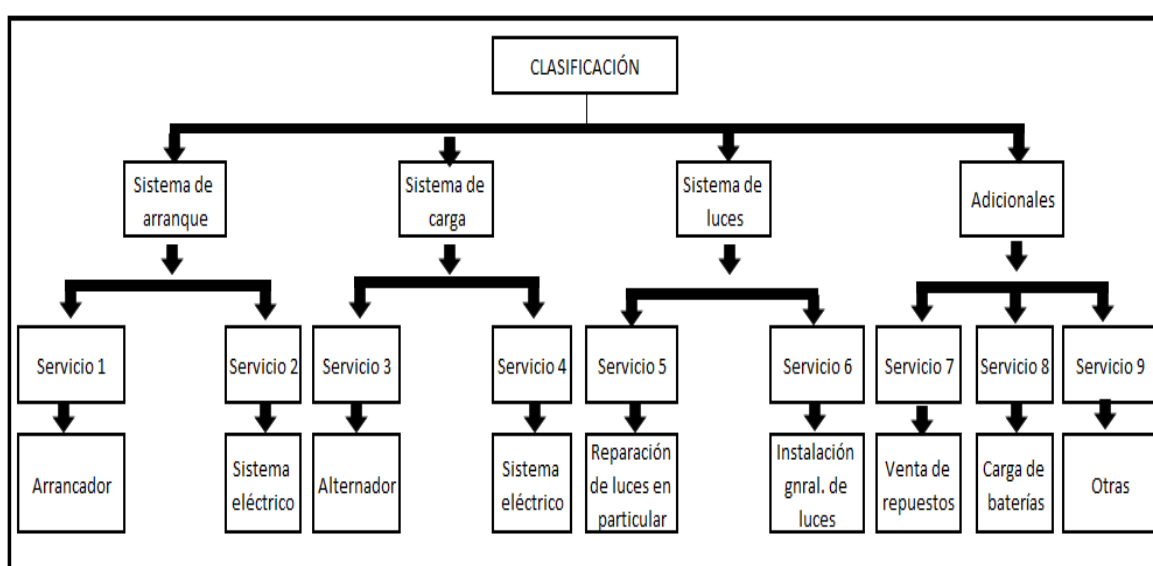 CLASIFICACIÓN
Sistema de
arranque
Sistema de
carga
Sistema de
luces
Adicionales
Servicio 1
Servicio 2
Servicio 3
Servicio 4
Servicio 5
Servicio 6
Servicio 7
Servicio 8
Servicio 9
Arrancador
Sistema
eléctrico
Alternador
Sistema
eléctrico
Reparación
de luces en
particular
Instalación
gnral. de
luces
Venta de
repuestos
Carga de
baterías
Otras